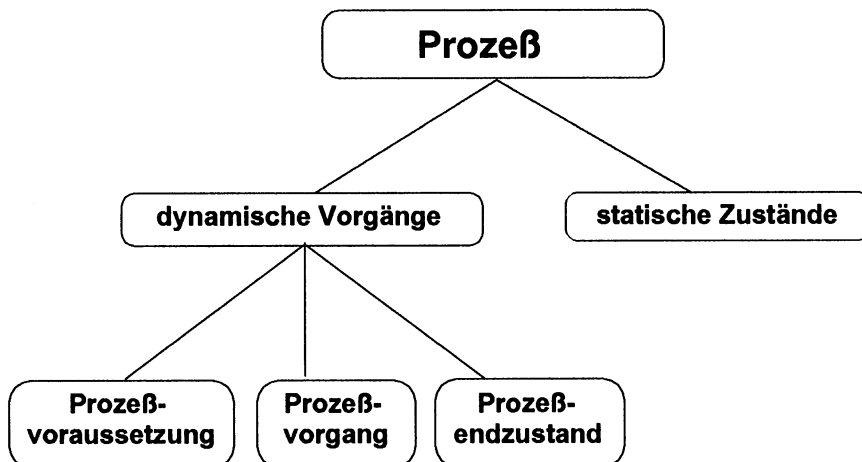 Prozeß
dynamische Vorgänge
statische Zustände
Prozeß-
voraussetzung
Prozeß-
vorgang
Prozeß-
endzustand